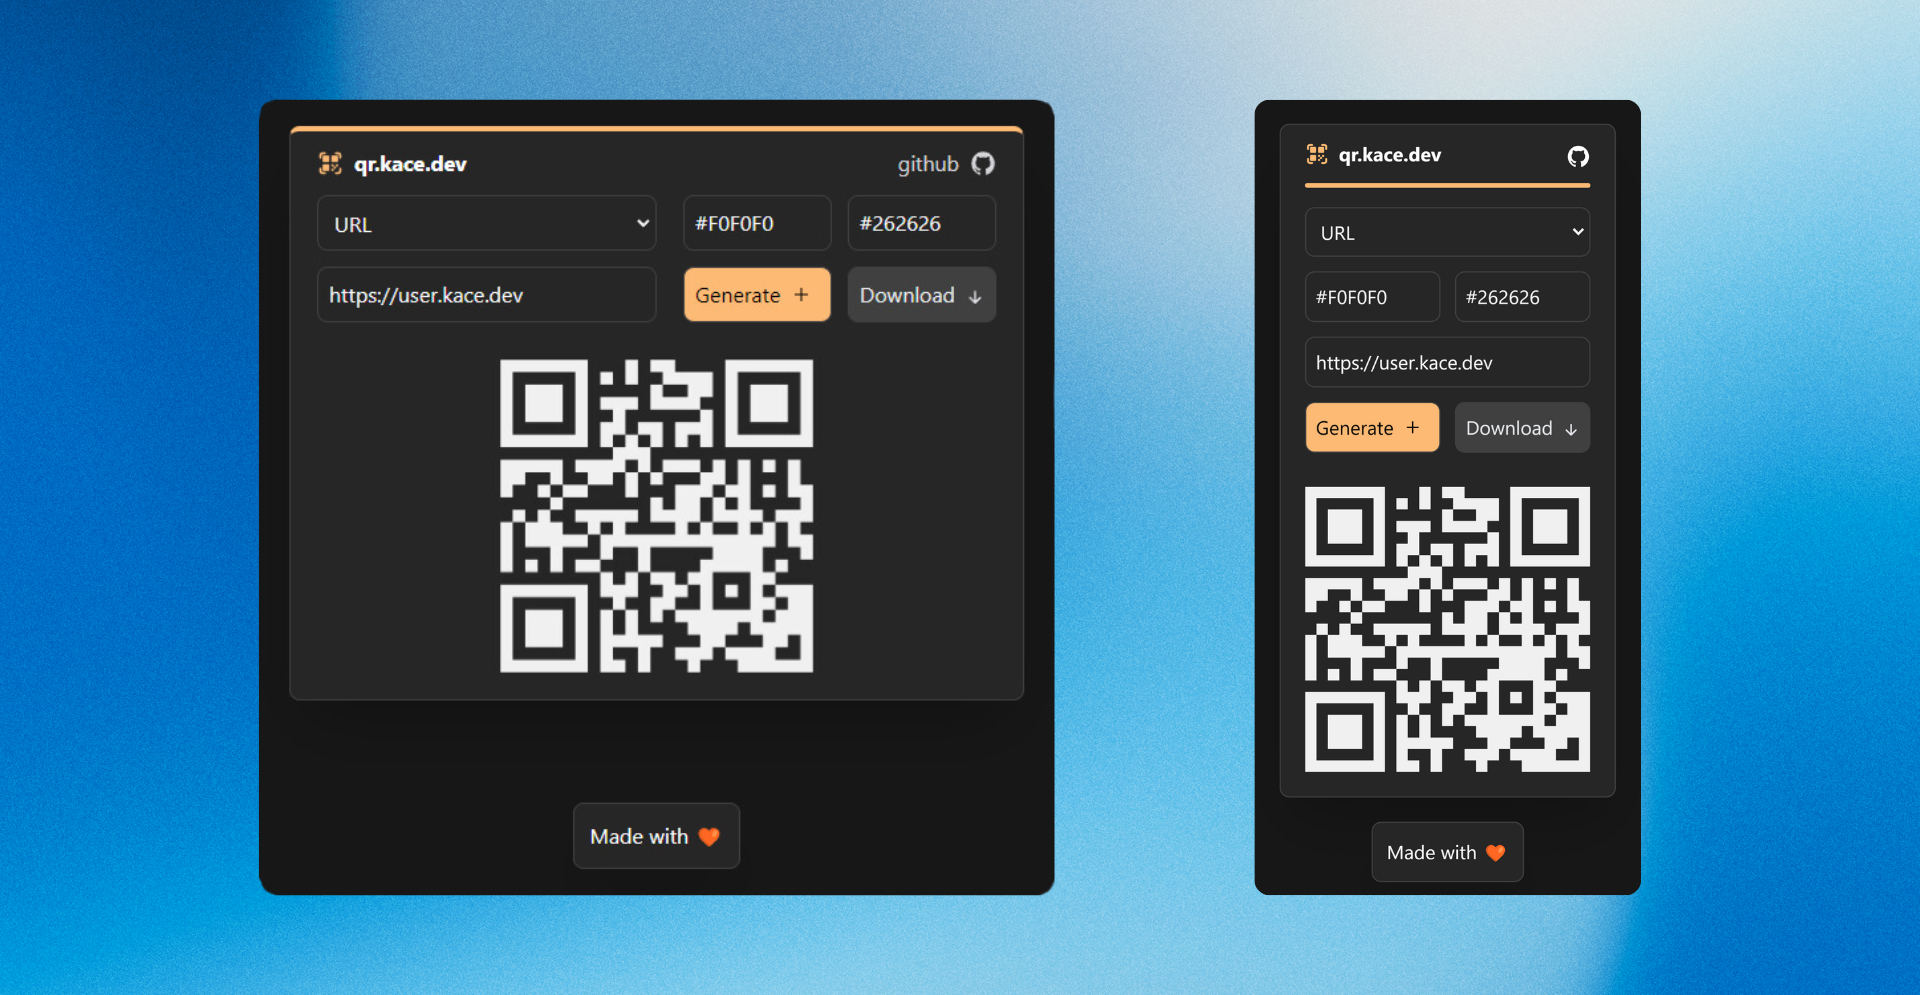 qr.kace.dev
github
URL
#F0F0F0
#262626
https://user.kace.dev
Generate +
Download ↓
Made with 🧡
qr.kace.dev
URL
#F0F0F0
#262626
https://user.kace.dev
Generate +
Download ↓
Made with 🧡